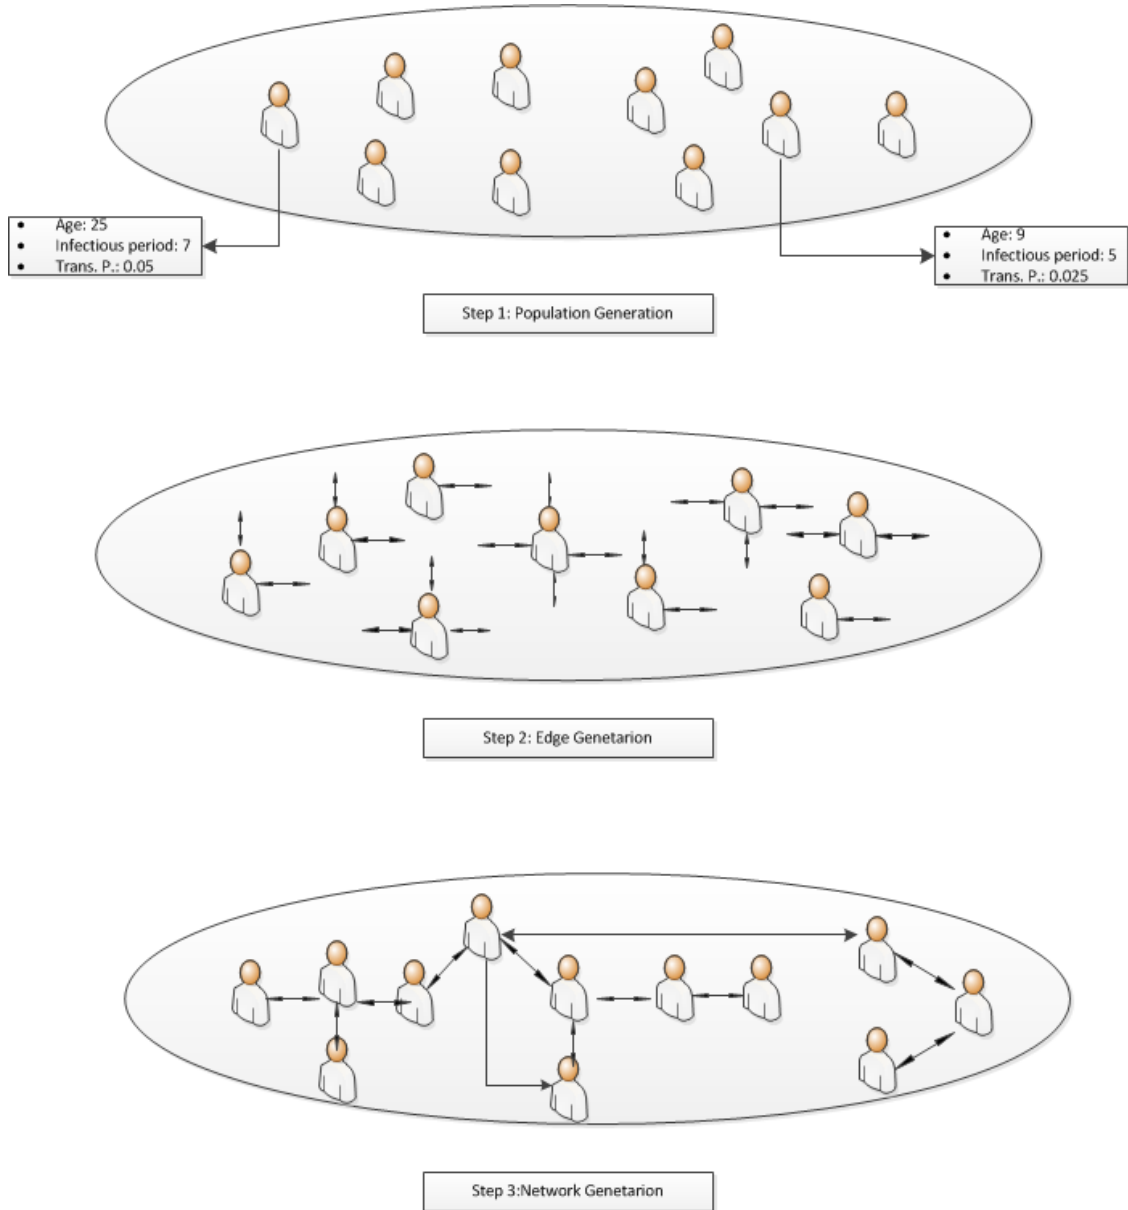 • Age: 25
• Infectious period: 7
• Trans. P.: 0.05
• Age: 9
• Infectious period: 5
• Trans. P.: 0.025
Step 1: Population Generation
Step 2: Edge Genetarion
Step 3:Network Genetarion